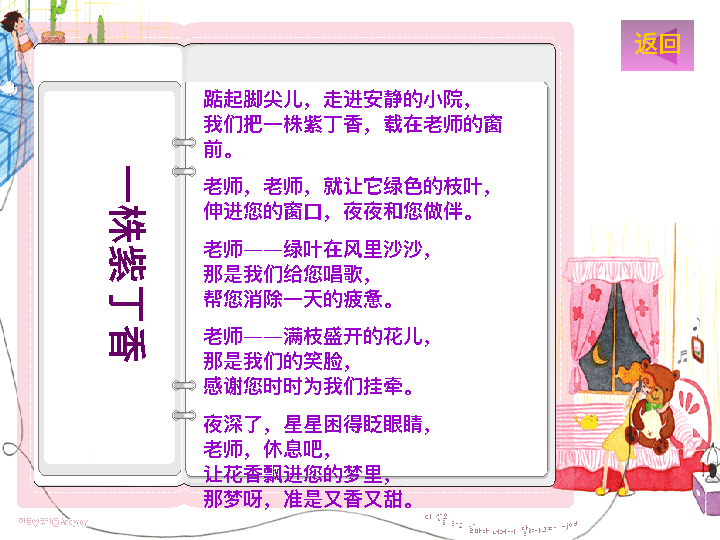 返回
一株紫丁香
踮起脚尖儿，走进安静的小院，
我们把一株紫丁香，载在老师的窗
前。
老师，老师，就让它绿色的枝叶，
伸进您的窗口，夜夜和您做伴。
老师——绿叶在风里沙沙，
那是我们给您唱歌，
帮您消除一天的疲惫。
老师——满枝盛开的花儿，
那是我们的笑脸，
感谢您时时为我们挂牵。
夜深了，星星困得眨眼睛，
老师，休息吧，
让花香飘进您的梦里，
那梦呀，准是又香又甜。